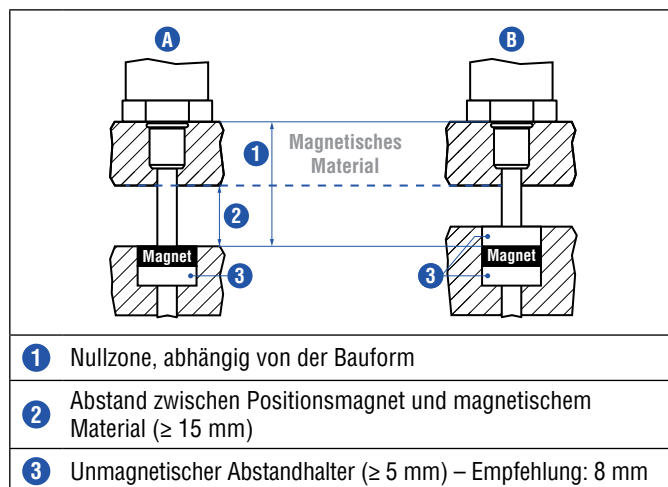 A
B
1
Magnetisches
Material
2
Magnet
Magnet
3
3
1 Nullzone, abhängig von der Bauform
2 Abstand zwischen Positionsmagnet und magnetischem
Material (≥ 15 mm)
3 Unmagnetischer Abstandhalter (≥ 5 mm) – Empfehlung: 8 mm